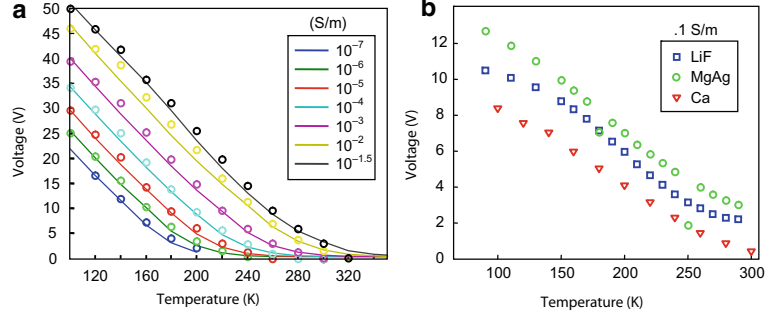 a
(S/m)
10⁻⁷
10⁻⁶
10⁻⁵
10⁻⁴
10⁻³
10⁻²
10⁻¹·⁵
50
45
40
35
30
25
20
15
10
5
0
Voltage (V)
120 160 200 240 280 320
Temperature (K)
b
.1 S/m
LiF
MgAg
Ca
12
10
8
6
4
2
0
Voltage (V)
100 150 200 250 300
Temperature (K)